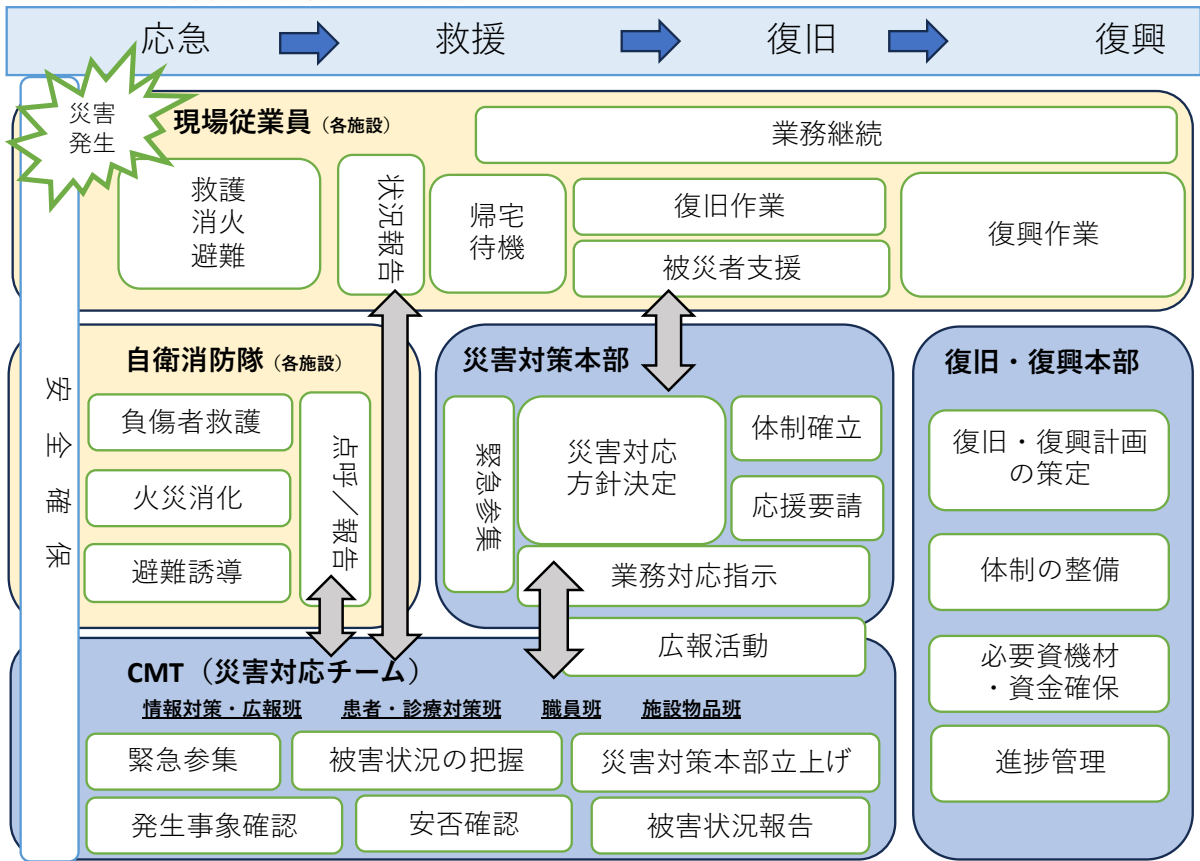 応急
救援
復旧
復興
災害
発生
安全確保
現場従業員（各施設）
業務継続
救護
消火
避難
状況報告
帰宅
待機
復旧作業
被災者支援
復興作業
自衛消防隊（各施設）
負傷者救護
火災消化
避難誘導
点呼／報告
災害対策本部
緊急参集
災害対応
方針決定
体制確立
応援要請
業務対応指示
広報活動
復旧・復興本部
復旧・復興計画
の策定
体制の整備
必要資機材
・資金確保
進捗管理
CMT（災害対応チーム）
情報対策・広報班 患者・診療対策班 職員班 施設物品班
緊急参集
被害状況の把握
災害対策本部立上げ
発生事象確認
安否確認
被害状況報告